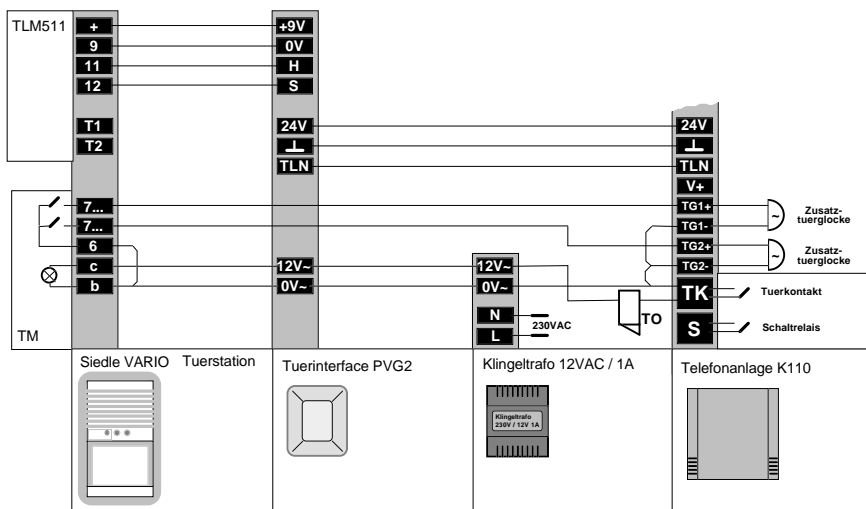 TLM511
+
9
11
12
T1
T2
+9V
0V
H
S
24V
⊥
TLN
24V
⊥
TLN
V+
TG1+
TG1-
TG2+
TG2-
TK
S
7...
7...
6
c
b
TM
12V~
0V~
12V~
0V~
N
L
230VAC
TO
~
Zusatz-
tuerglocke
~
Zusatz-
tuerglocke
Tuerkontakt
Schaltrelais
Siedle VARIO Tuerstation
Tuerinterface PVG2
Klingeltrafo 12VAC / 1A
Telefonanlage K110
Klingeltrafo
230V / 12V 1A